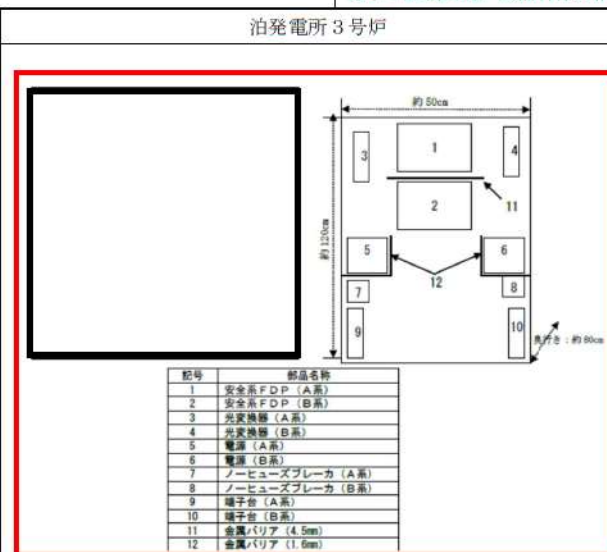 泊発電所3号炉
約50cm
約120cm
1
2
3
4
5
6
7
8
9
10
11
12
奥行き：約80cm
記号 部品名称
1 安全系FDP（A系）
2 安全系FDP（B系）
3 光変換器（A系）
4 光変換器（B系）
5 電源（A系）
6 電源（B系）
7 ノーヒューズブレーカ（A系）
8 ノーヒューズブレーカ（B系）
9 端子台（A系）
10 端子台（B系）
11 金属バリア（4.5mm）
12 金属バリア（1.6mm）